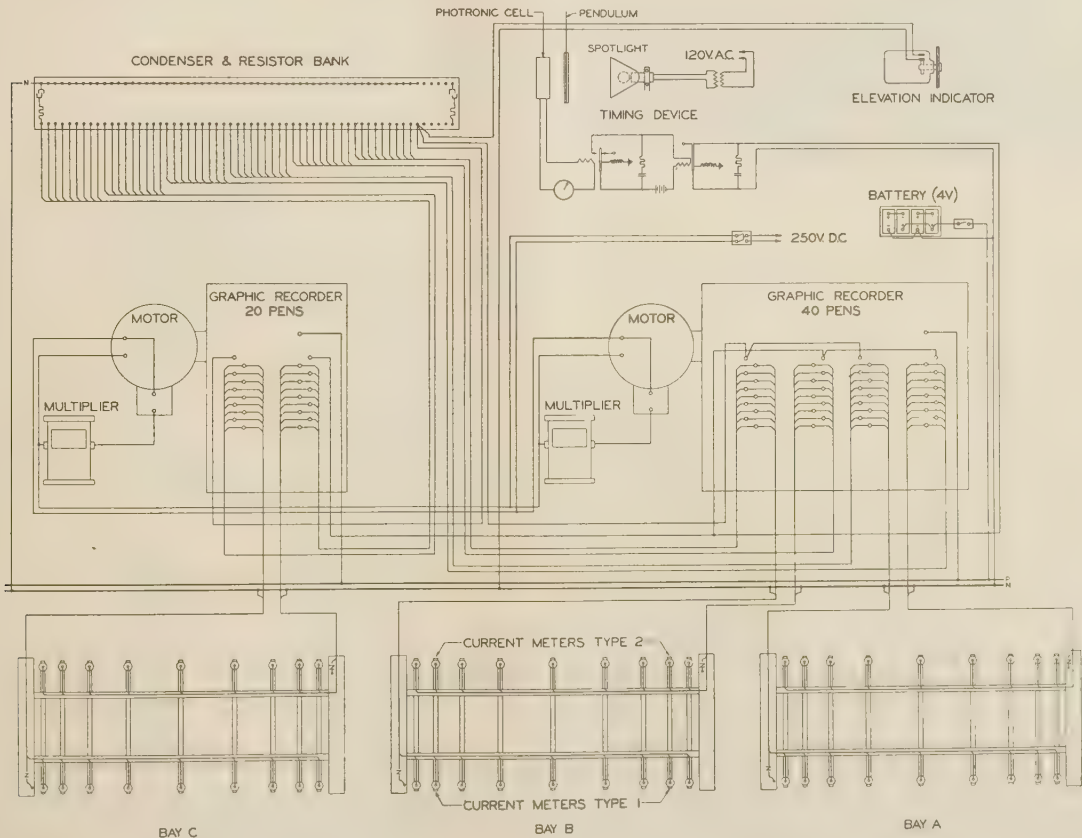 PHOTRONIC CELL
PENDULUM
CONDENSER & RESISTOR BANK
SPOTLIGHT
120V. A.C.
ELEVATION INDICATOR
N
TIMING DEVICE
BATTERY (4V)
250V. D.C
GRAPHIC RECORDER
20 PENS
GRAPHIC RECORDER
40 PENS
MOTOR
MOTOR
MULTIPLIER
MULTIPLIER
P
N
CURRENT METERS TYPE 2
N
N
N
N
N
N
CURRENT METERS TYPE 1
BAY C
BAY B
BAY A